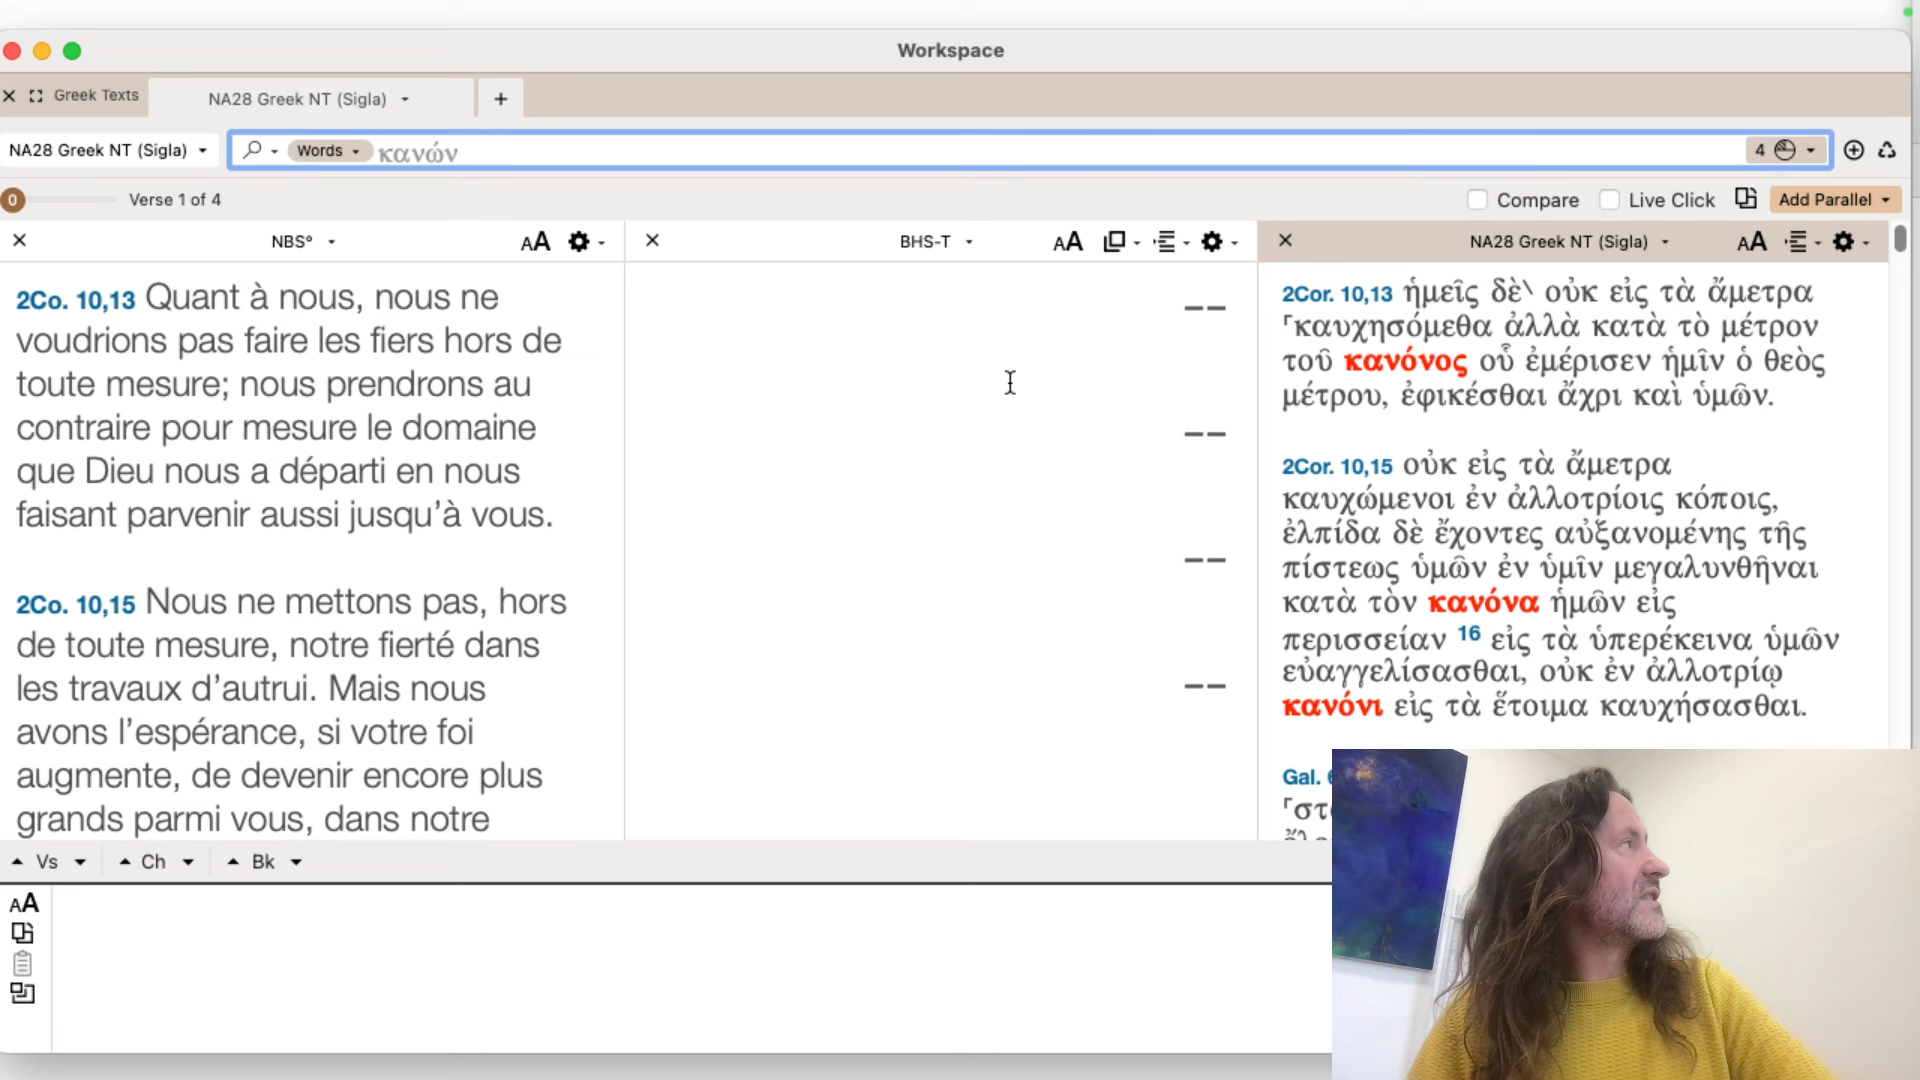 Workspace
Greek Texts
NA28 Greek NT (Sigla)
+
NA28 Greek NT (Sigla)
Words
κανών
4
0
Verse 1 of 4
Compare
Live Click
Add Parallel
NBS°
AA
BHS-T
AA
NA28 Greek NT (Sigla)
AA
2Co. 10,13 Quant à nous, nous ne
voudrions pas faire les fiers hors de
toute mesure; nous prendrons au
contraire pour mesure le domaine
que Dieu nous a départi en nous
faisant parvenir aussi jusqu’à vous.
2Co. 10,15 Nous ne mettons pas, hors
de toute mesure, notre fierté dans
les travaux d’autrui. Mais nous
avons l’espérance, si votre foi
augmente, de devenir encore plus
grands parmi vous, dans notre
––
––
––
––
2Cor. 10,13 ἡμεῖς δὲ⸌ οὐκ εἰς τὰ ἄμετρα
⸀καυχησόμεθα ἀλλὰ κατὰ τὸ μέτρον
τοῦ κανόνος οὗ ἐμέρισεν ἡμῖν ὁ θεὸς
μέτρου, ἐφικέσθαι ἄχρι καὶ ὑμῶν.
2Cor. 10,15 οὐκ εἰς τὰ ἄμετρα
καυχώμενοι ἐν ἀλλοτρίοις κόποις,
ἐλπίδα δὲ ἔχοντες αὐξανομένης τῆς
πίστεως ὑμῶν ἐν ὑμῖν μεγαλυνθῆναι
κατὰ τὸν κανόνα ἡμῶν εἰς
περισσείαν 16 εἰς τὰ ὑπερέκεινα ὑμῶν
εὐαγγελίσασθαι, οὐκ ἐν ἀλλοτρίῳ
κανόνι εἰς τὰ ἕτοιμα καυχήσασθαι.
Gal.
Vs
Ch
Bk
AA